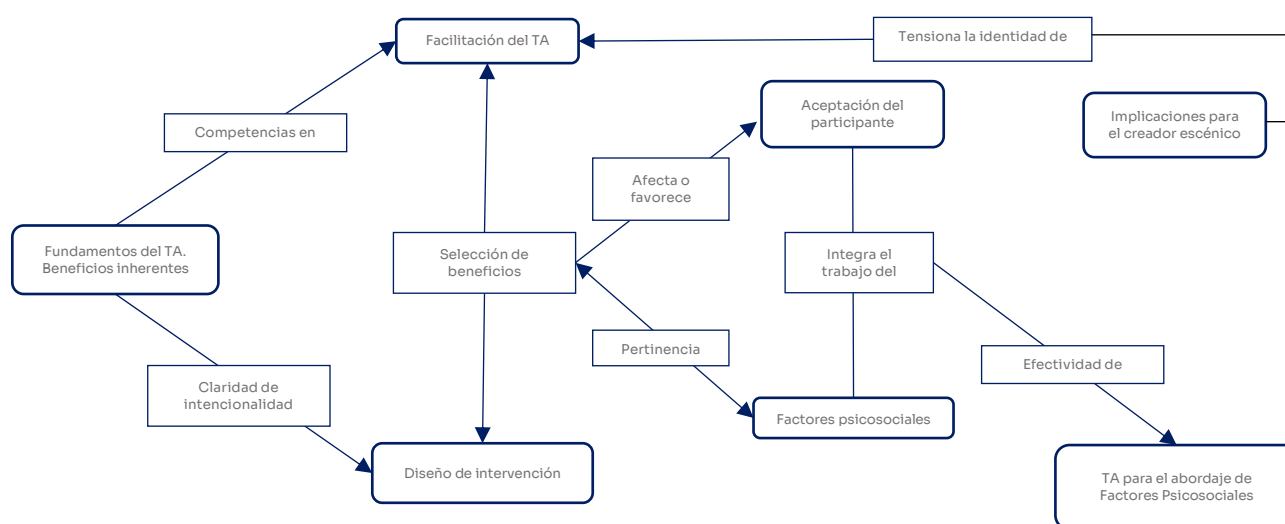 Facilitación del TA
Tensiona la identidad de
Aceptación del
participante
Implicaciones para
el creador escénico
Competencias en
Afecta o
favorece
Fundamentos del TA.
Beneficios inherentes
Selección de
beneficios
Integra el
trabajo del
Pertinencia
Efectividad de
Claridad de
intencionalidad
Factores psicosociales
Diseño de intervención
TA para el abordaje de
Factores Psicosociales